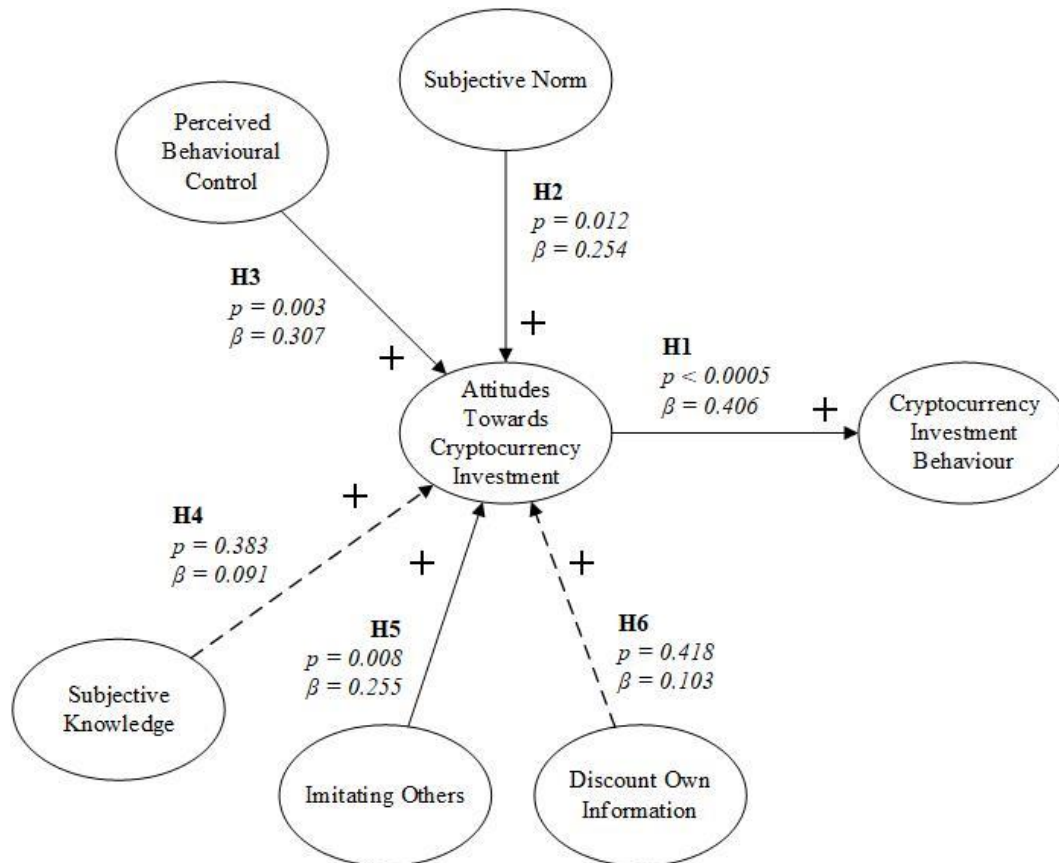 Subjective Norm
Perceived
Behavioural
Control
H2
p = 0.012
β = 0.254
H3
p = 0.003
β = 0.307
+
+
H1
p < 0.0005
β = 0.406
+
Attitudes
Towards
Cryptocurrency
Investment
Cryptocurrency
Investment
Behaviour
H4
p = 0.383
β = 0.091
+
H5
p = 0.008
β = 0.255
+
H6
p = 0.418
β = 0.103
+
Subjective
Knowledge
Imitating Others
Discount Own
Information